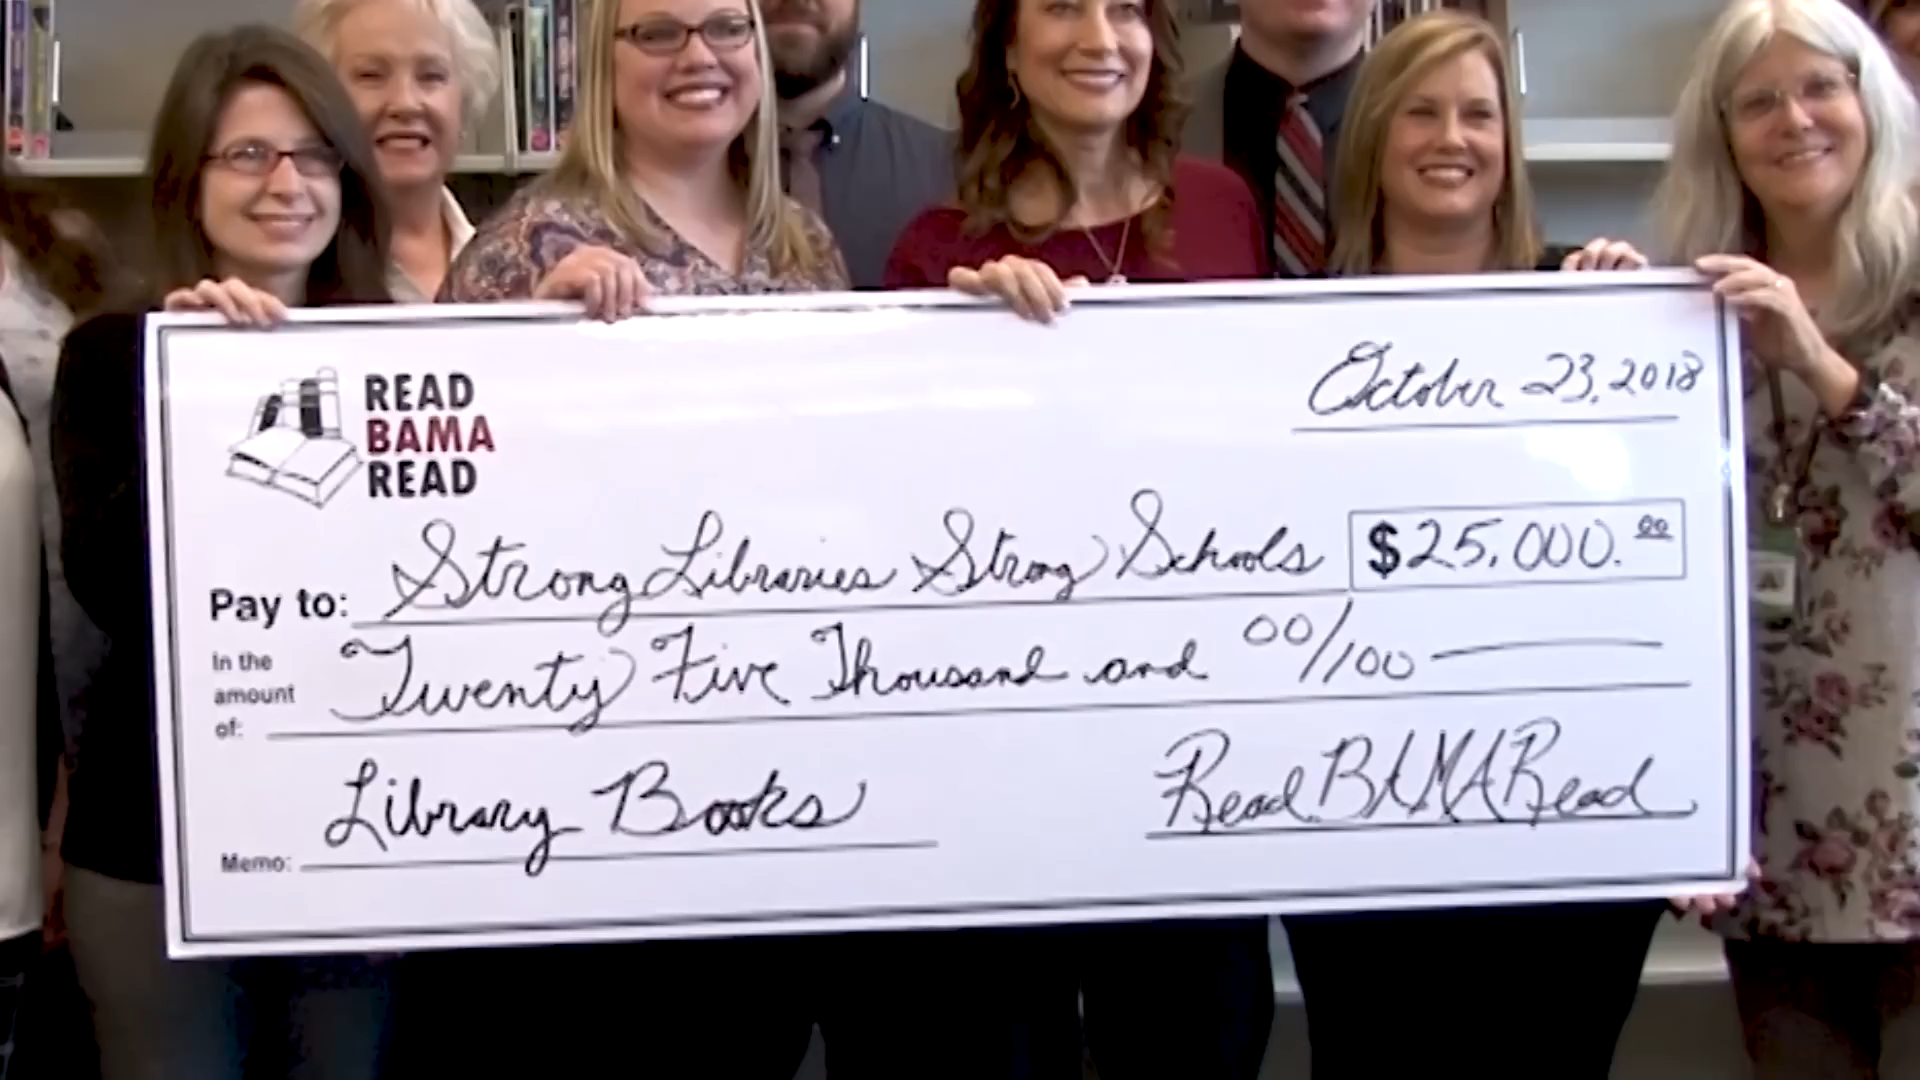 READ
BAMA
READ
October 23, 2018
Pay to: Strong Libraries Strong Schools $25,000.00
In the
amount
of: Twenty Five Thousand and 00/100
Memo: Library Books
Read BAMA Read